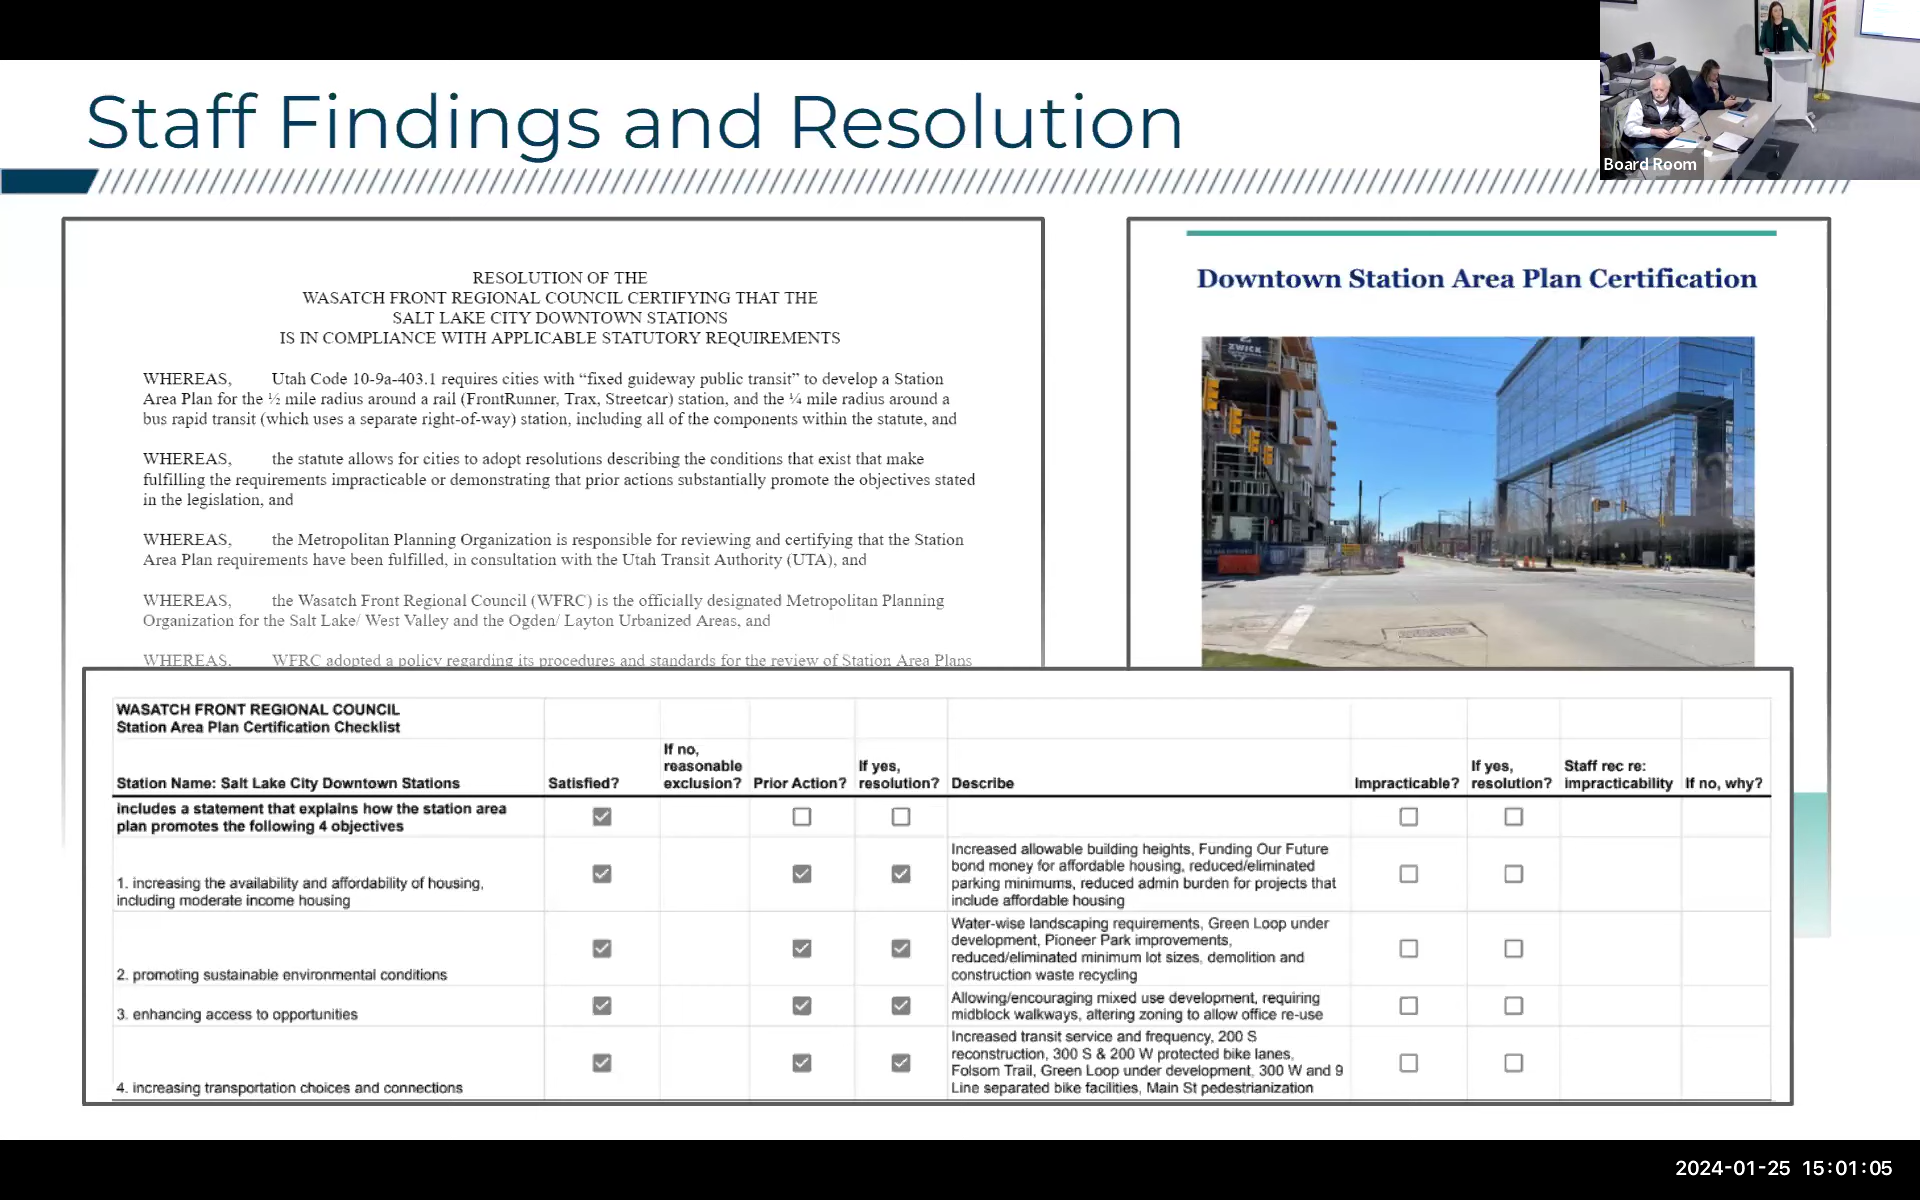 Staff Findings and Resolution
Board Room
RESOLUTION OF THE
WASATCH FRONT REGIONAL COUNCIL CERTIFYING THAT THE
SALT LAKE CITY DOWNTOWN STATIONS
IS IN COMPLIANCE WITH APPLICABLE STATUTORY REQUIREMENTS
WHEREAS, Utah Code 10-9a-403.1 requires cities with “fixed guideway public transit” to develop a Station
Area Plan for the ½ mile radius around a rail (FrontRunner, Trax, Streetcar) station, and the ¼ mile radius around a
bus rapid transit (which uses a separate right-of-way) station, including all of the components within the statute, and
WHEREAS, the statute allows for cities to adopt resolutions describing the conditions that exist that make
fulfilling the requirements impracticable or demonstrating that prior actions substantially promote the objectives stated
in the legislation, and
WHEREAS, the Metropolitan Planning Organization is responsible for reviewing and certifying that the Station
Area Plan requirements have been fulfilled, in consultation with the Utah Transit Authority (UTA), and
WHEREAS, the Wasatch Front Regional Council (WFRC) is the officially designated Metropolitan Planning
Organization for the Salt Lake/ West Valley and the Ogden/ Layton Urbanized Areas, and
WHEREAS, WFRC adopted a policy regarding its procedures and standards for the review of Station Area Plans
Downtown Station Area Plan Certification
ZWICK
WASATCH FRONT REGIONAL COUNCIL
Station Area Plan Certification Checklist
Station Name: Salt Lake City Downtown Stations
Satisfied?
If no,
reasonable
exclusion?
Prior Action?
If yes,
resolution?
Describe
Impracticable?
If yes,
resolution?
Staff rec re:
impracticability
If no, why?
includes a statement that explains how the station area
plan promotes the following 4 objectives
1. increasing the availability and affordability of housing,
including moderate income housing
Increased allowable building heights, Funding Our Future
bond money for affordable housing, reduced/eliminated
parking minimums, reduced admin burden for projects that
include affordable housing
2. promoting sustainable environmental conditions
Water-wise landscaping requirements, Green Loop under
development, Pioneer Park improvements,
reduced/eliminated minimum lot sizes, demolition and
construction waste recycling
3. enhancing access to opportunities
Allowing/encouraging mixed use development, requiring
midblock walkways, altering zoning to allow office re-use
4. increasing transportation choices and connections
Increased transit service and frequency, 200 S
reconstruction, 300 S & 200 W protected bike lanes,
Folsom Trail, Green Loop under development, 300 W and 9
Line separated bike facilities, Main St pedestrianization
2024-01-25 15:01:05